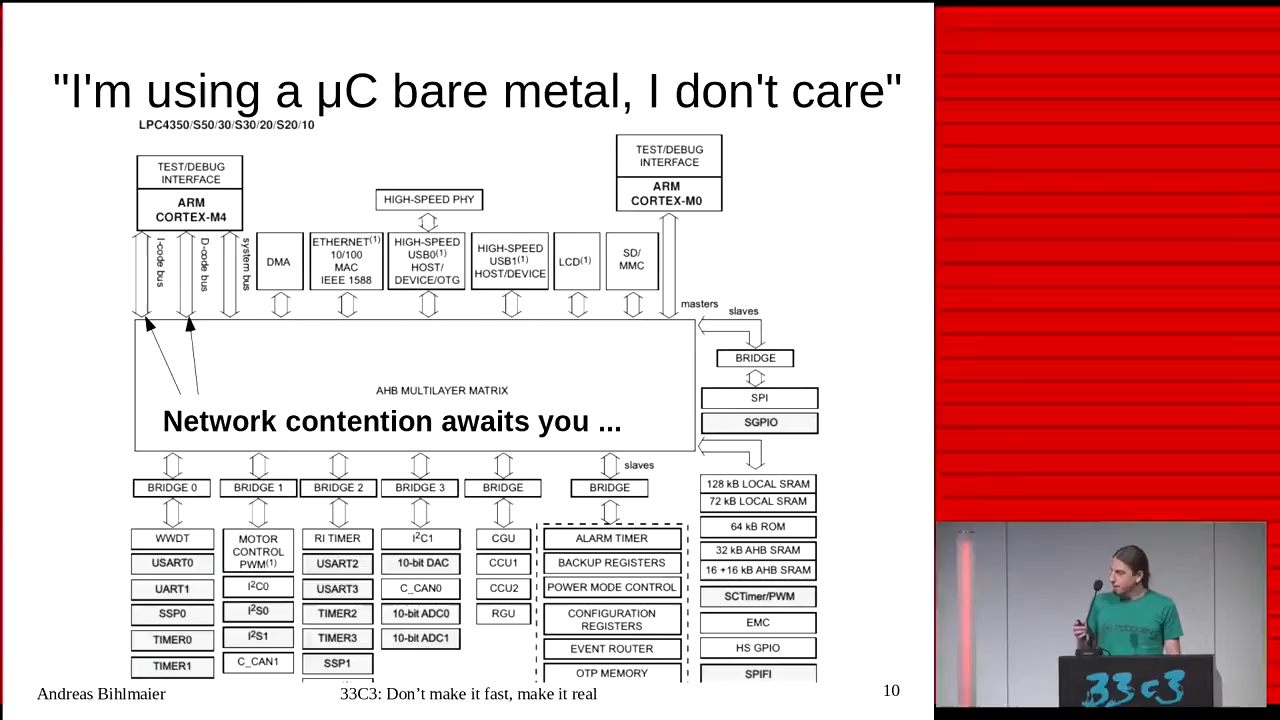 "I'm using a μC bare metal, I don't care"
LPC4350/S50/30/S30/20/S20/10
TEST/DEBUG
INTERFACE
ARM
CORTEX-M4
TEST/DEBUG
INTERFACE
ARM
CORTEX-M0
HIGH-SPEED PHY
I-code bus
D-code bus
system bus
DMA
ETHERNET(1)
10/100
MAC
IEEE 1588
HIGH-SPEED
USB0(1)
HOST/
DEVICE/OTG
HIGH-SPEED
USB1(1)
HOST/DEVICE
LCD(1)
SD/
MMC
masters
slaves
BRIDGE
SPI
SGPIO
AHB MULTILAYER MATRIX
Network contention awaits you ...
slaves
BRIDGE 0
BRIDGE 1
BRIDGE 2
BRIDGE 3
BRIDGE
BRIDGE
WWDT
USART0
UART1
SSP0
TIMER0
TIMER1
MOTOR
CONTROL
PWM(1)
I²C0
I²S0
I²S1
C_CAN1
RI TIMER
USART2
USART3
TIMER2
TIMER3
SSP1
I²C1
10-bit DAC
C_CAN0
10-bit ADC0
10-bit ADC1
CGU
CCU1
CCU2
RGU
ALARM TIMER
BACKUP REGISTERS
POWER MODE CONTROL
CONFIGURATION
REGISTERS
EVENT ROUTER
OTP MEMORY
128 kB LOCAL SRAM
72 kB LOCAL SRAM
64 kB ROM
32 kB AHB SRAM
16 +16 kB AHB SRAM
SCTimer/PWM
EMC
HS GPIO
SPIFI
Andreas Bihlmaier
33C3: Don’t make it fast, make it real
10
33C3